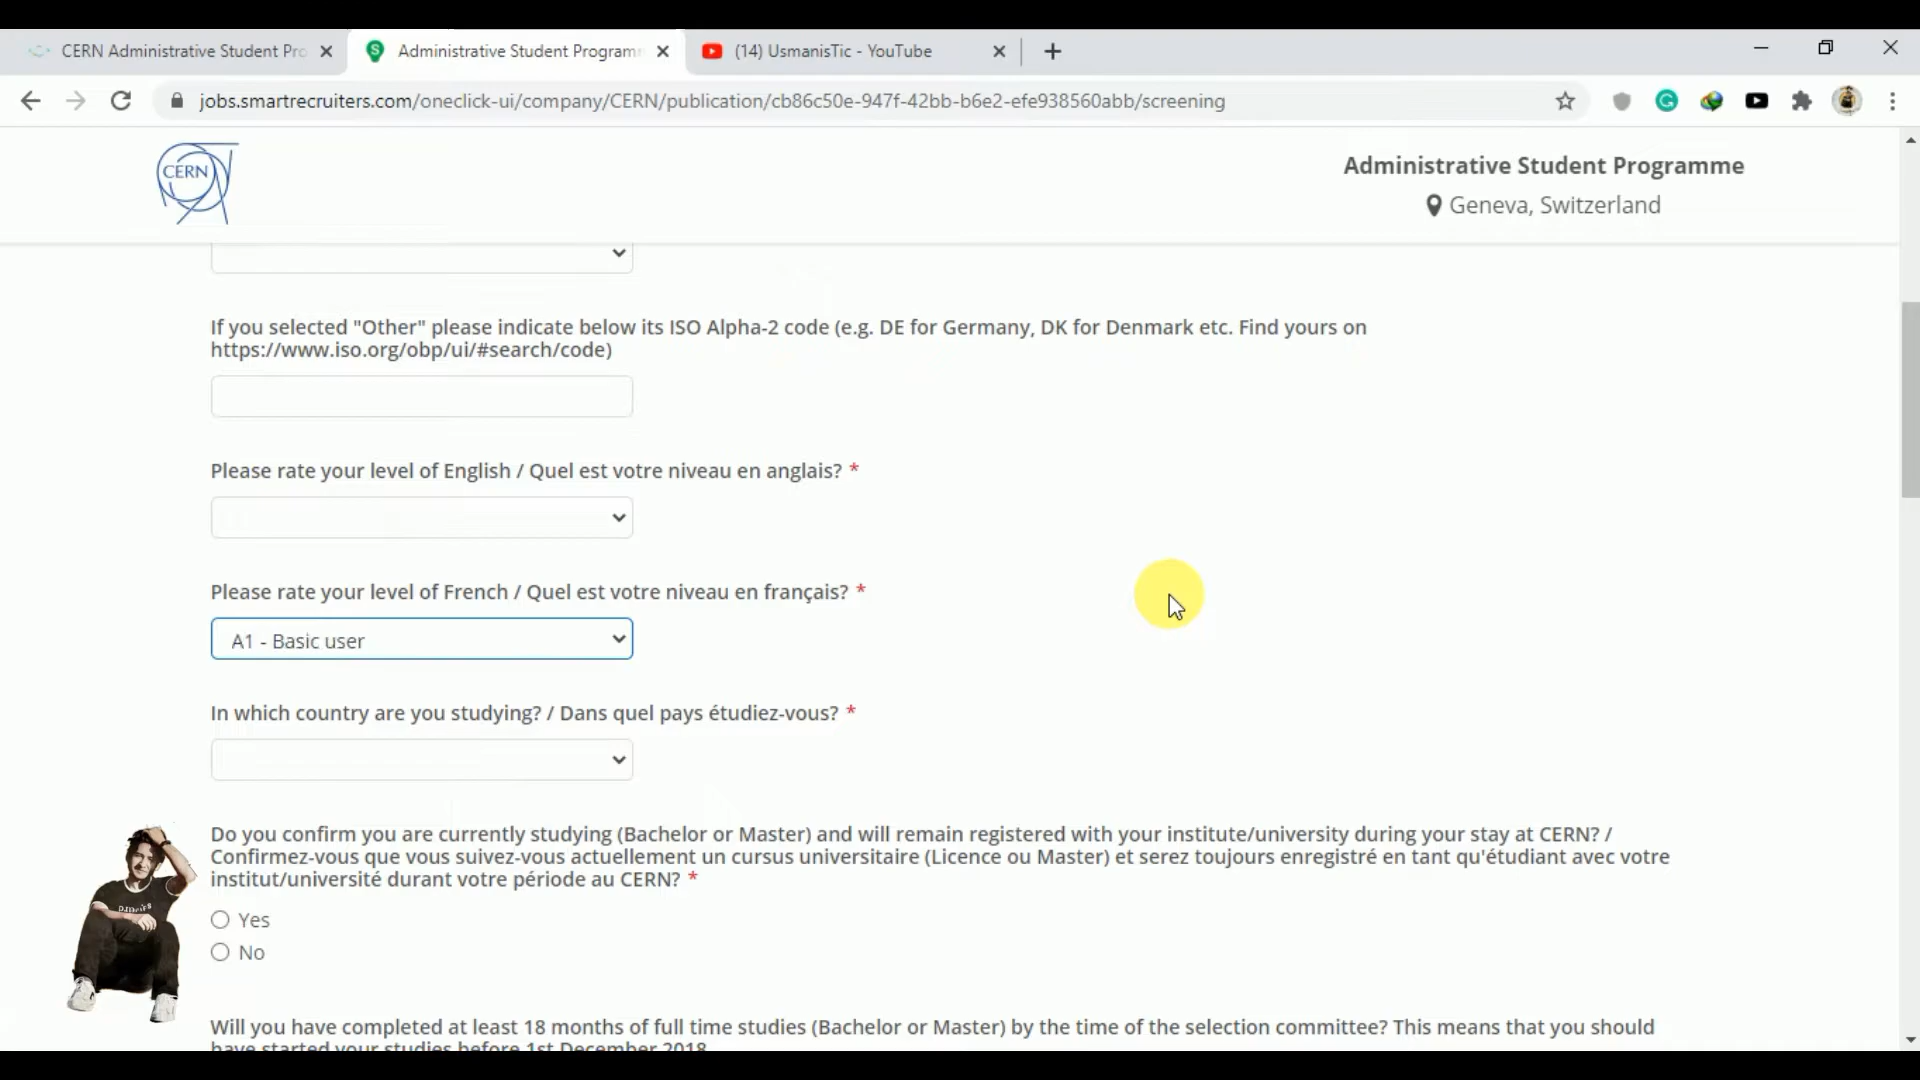 CERN Administrative Student Pro
Administrative Student Program
(14) UsmanisTic - YouTube
jobs.smartrecruiters.com/oneclick-ui/company/CERN/publication/cb86c50e-947f-42bb-b6e2-efe938560abb/screening
CERN
Administrative Student Programme
Geneva, Switzerland
If you selected "Other" please indicate below its ISO Alpha-2 code (e.g. DE for Germany, DK for Denmark etc. Find yours on
https://www.iso.org/obp/ui/#search/code)
Please rate your level of English / Quel est votre niveau en anglais? *
Please rate your level of French / Quel est votre niveau en français? *
A1 - Basic user
In which country are you studying? / Dans quel pays étudiez-vous? *
Do you confirm you are currently studying (Bachelor or Master) and will remain registered with your institute/university during your stay at CERN? /
Confirmez-vous que vous suivez-vous actuellement un cursus universitaire (Licence ou Master) et serez toujours enregistré en tant qu'étudiant avec votre
institut/université durant votre période au CERN? *
Yes
No
Will you have completed at least 18 months of full time studies (Bachelor or Master) by the time of the selection committee? This means that you should
have started your studies before 1st December 2018